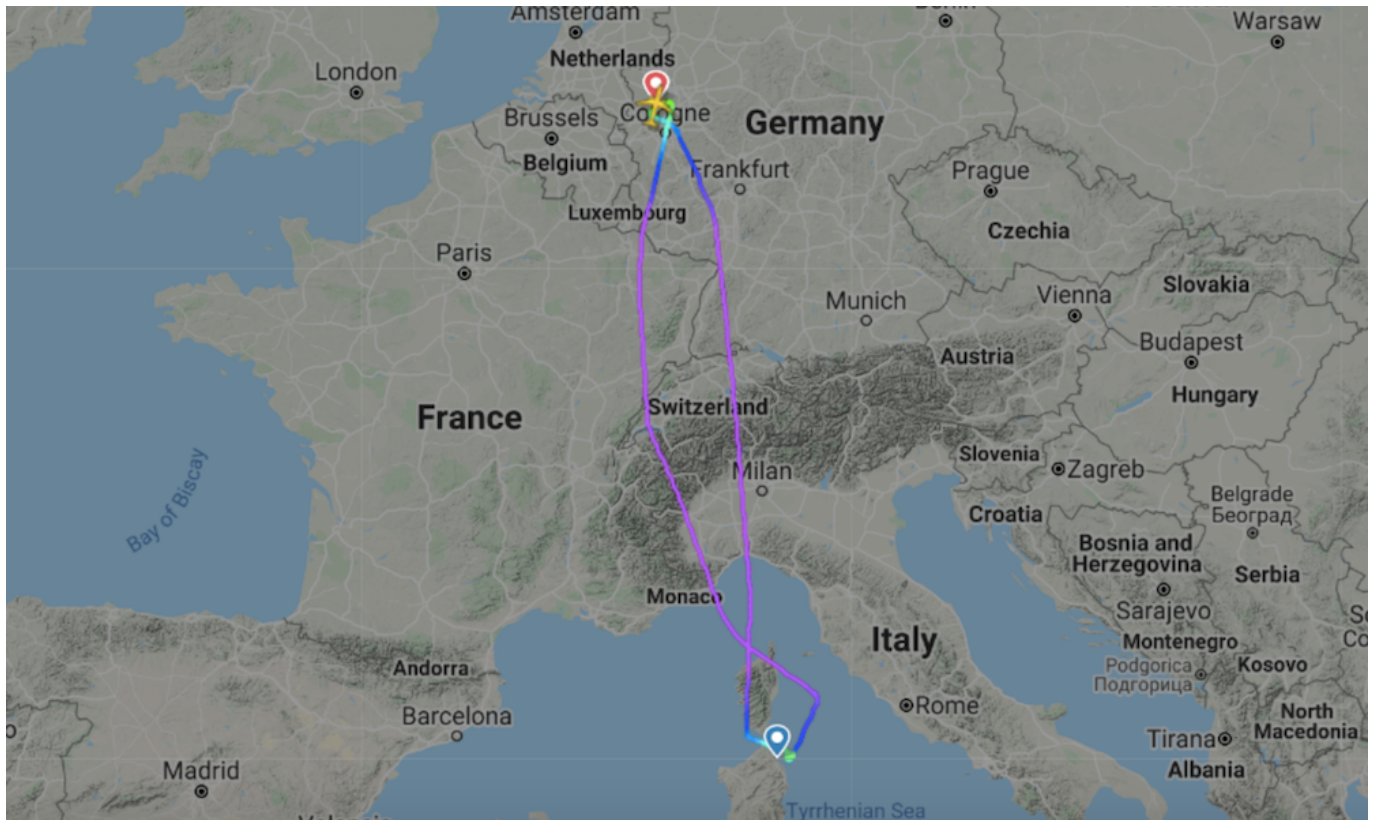 Amsterdam
Warsaw
Netherlands
London
Brussels
Cologne
Germany
Belgium
Frankfurt
Prague
Luxembourg
Czechia
Paris
Slovakia
Munich
Vienna
Budapest
Austria
Hungary
Switzerland
France
Slovenia
Zagreb
Milan
Bay of Biscay
Belgrade
Београд
Croatia
Bosnia and
Herzegovina
Serbia
Monaco
Sarajevo
Italy
Montenegro
Andorra
Podgorica
Подгорица
Kosovo
Rome
Barcelona
North
Macedonia
Tirana
Albania
Madrid
Tyrrhenian Sea